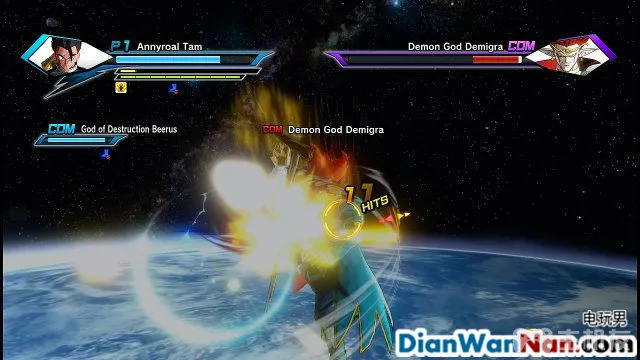 P1 Annyroal Tam
Demon God Demigra COM
COM God of Destruction Beerus
COM Demon God Demigra
11
HITS
电玩男
DianWanNan.com